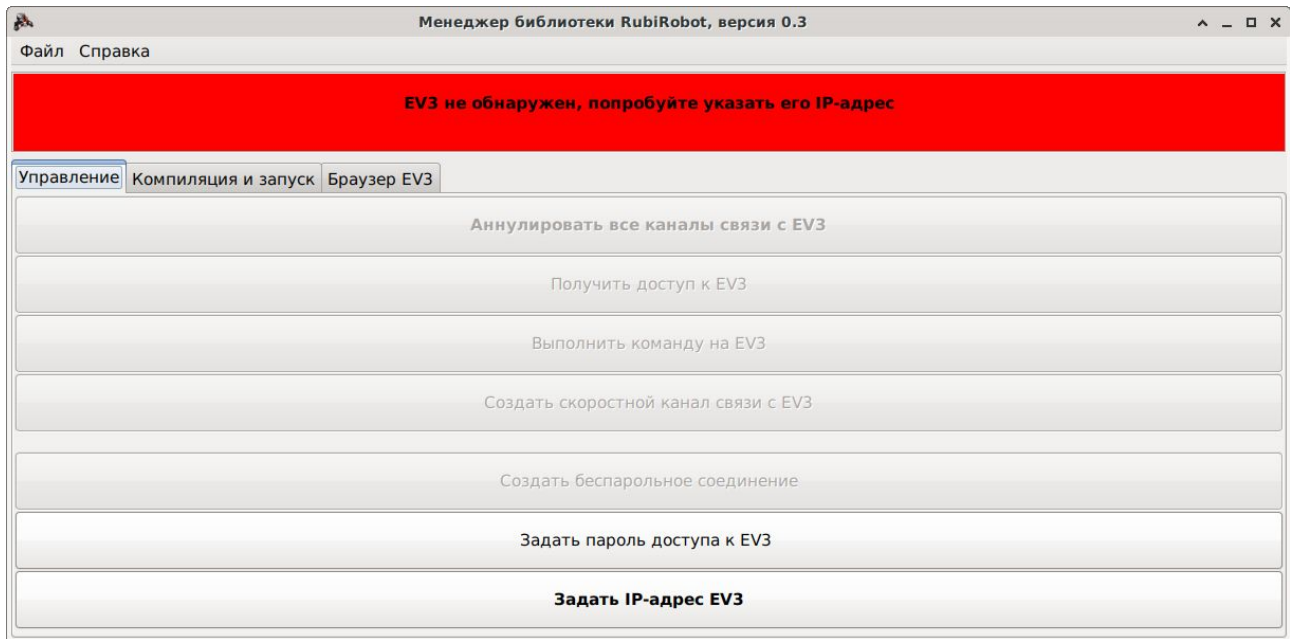 Менеджер библиотеки RubiRobot, версия 0.3
Файл Справка
EV3 не обнаружен, попробуйте указать его IP-адрес
Управление Компиляция и запуск Браузер EV3
Аннулировать все каналы связи с EV3
Получить доступ к EV3
Выполнить команду на EV3
Создать скоростной канал связи с EV3
Создать беспарольное соединение
Задать пароль доступа к EV3
Задать IP-адрес EV3